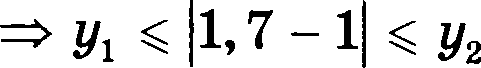 ⇒ y₁ ⩽ |1,7 − 1| ⩽ y₂